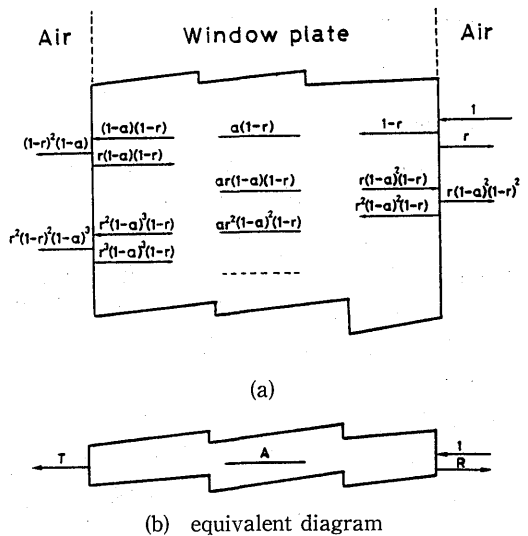 Air Window plate Air
(1-a)(1-r) a(1-r) 1-r 1
(1-r)²(1-a) r(1-a)(1-r) r
ar(1-a)(1-r) r(1-a)²(1-r) r(1-a)²(1-r)²
r²(1-r)²(1-a)³ r²(1-a)³(1-r) ar²(1-a)²(1-r) r²(1-a)²(1-r)
r³(1-a)³(1-r)
(a)
T A 1
R
(b) equivalent diagram